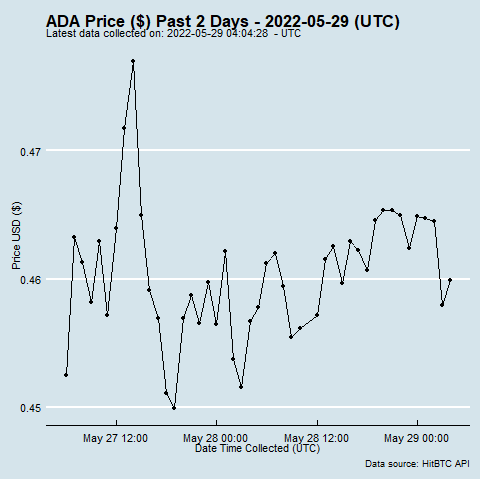 ADA Price ($) Past 2 Days - 2022-05-29 (UTC)
Latest data collected on: 2022-05-29 04:04:28  - UTC
Price USD ($)
0.47
0.46
0.45
May 27 12:00
May 28 00:00
May 28 12:00
May 29 00:00
Date Time Collected (UTC)
Data source: HitBTC API